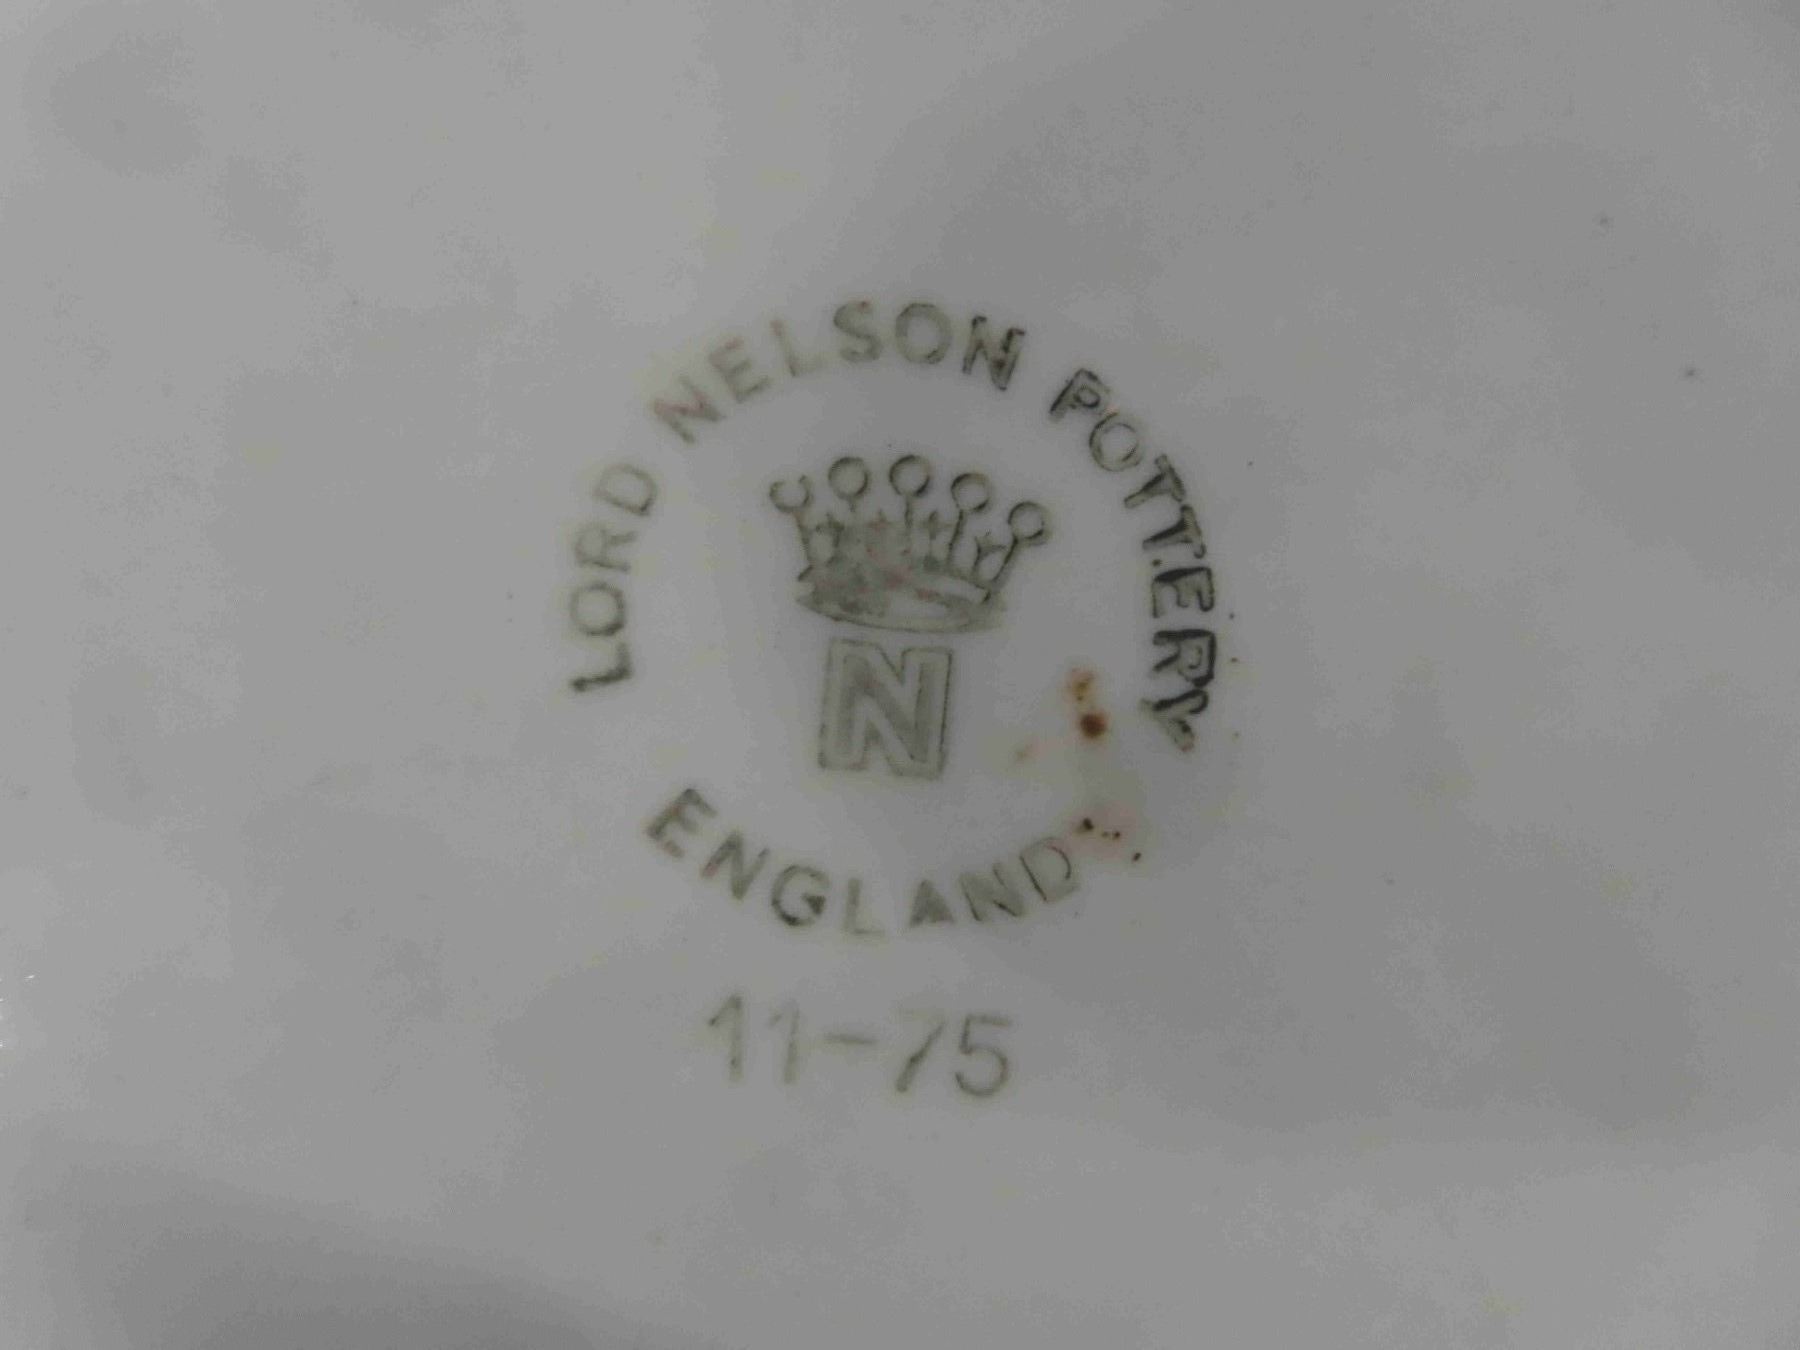 LORD NELSON POTTERY
N
ENGLAND
11-75